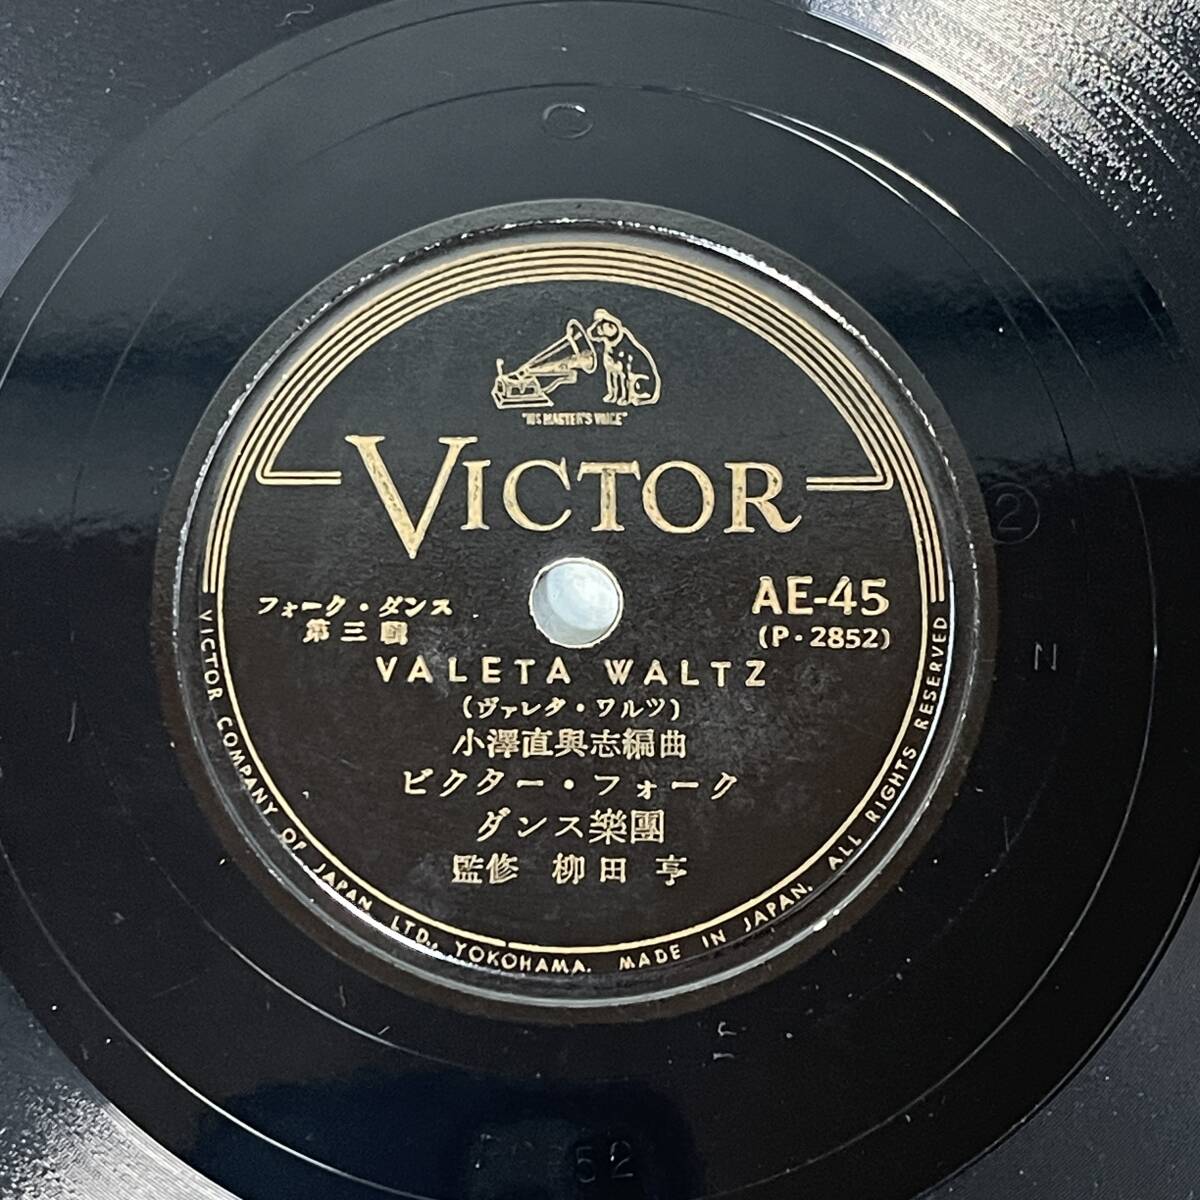 "HIS MASTER'S VOICE"
VICTOR
AE-45
(P・2852)
フォーク・ダンス
第三輯
VALETA WALTZ
(ヴァレタ・ワルツ)
小澤直與志編曲
ビクター・フォーク
ダンス樂團
監修 柳田 亨
VICTOR COMPANY OF JAPAN, LTD., YOKOHAMA. MADE IN JAPAN. ALL RIGHTS RESERVED
2
N
52